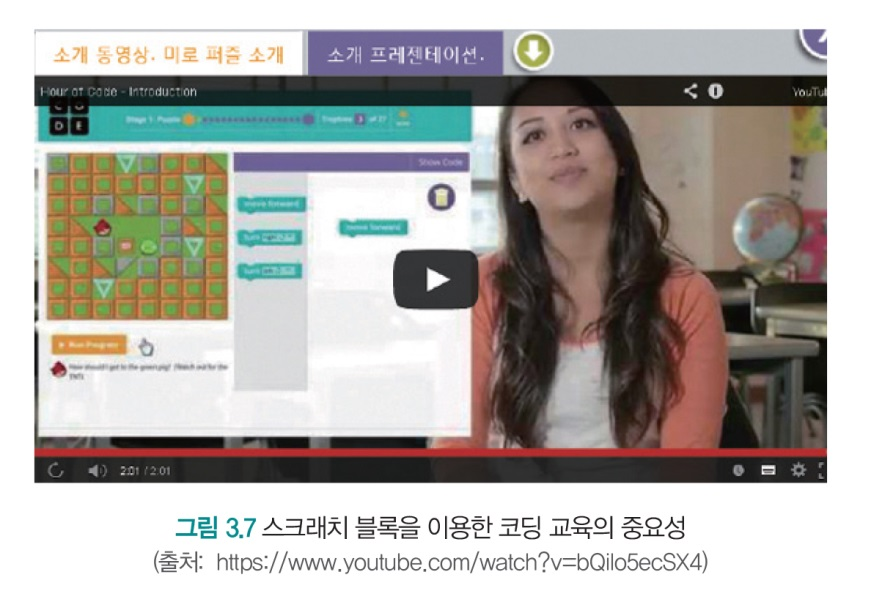 소개 동영상. 미로 퍼즐 소개
소개 프레젠테이션.
Hour of Code - Introduction
YouTu
C O
D E
Stage 1: Puzzle
of 27
Show Code
move forward
move forward
turn
turn
Run Program
How should I get to the green pig? (Watch out for the
TNT).
2:01 / 2:01
그림 3.7 스크래치 블록을 이용한 코딩 교육의 중요성
(출처: https://www.youtube.com/watch?v=bQilo5ecSX4)